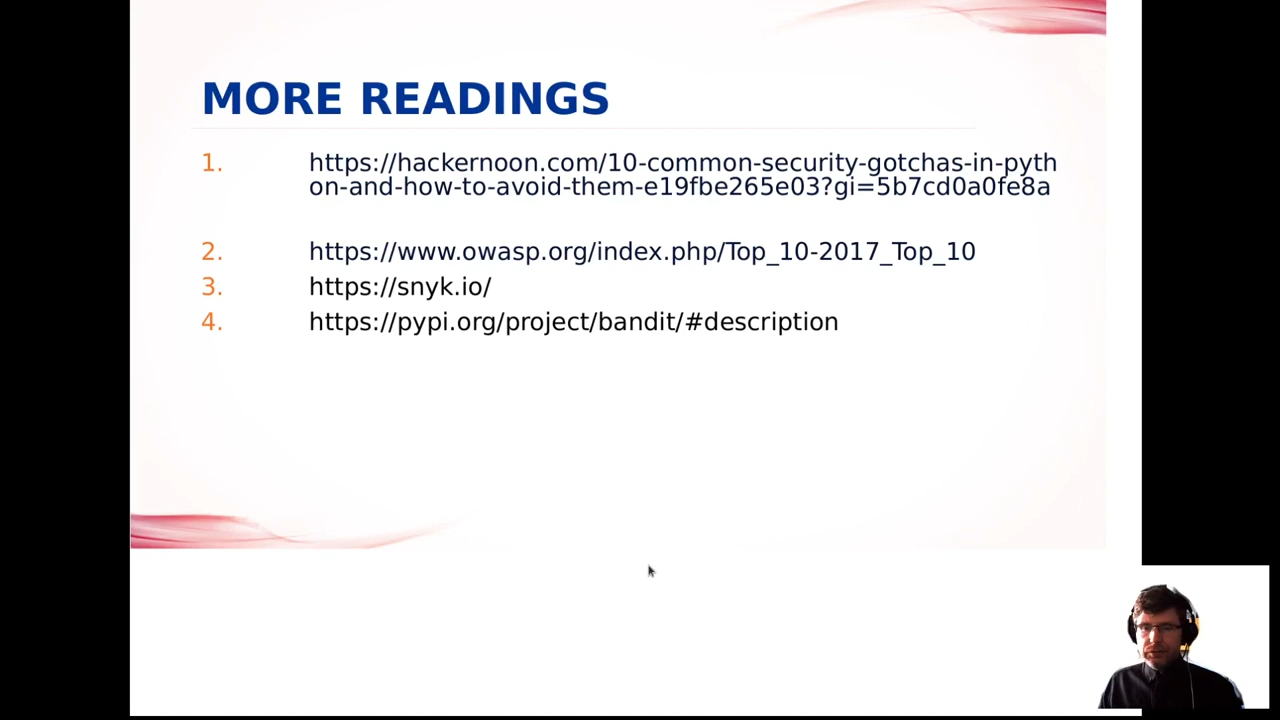 MORE READINGS
1. https://hackernoon.com/10-common-security-gotchas-in-pyth
on-and-how-to-avoid-them-e19fbe265e03?gi=5b7cd0a0fe8a
2. https://www.owasp.org/index.php/Top_10-2017_Top_10
3. https://snyk.io/
4. https://pypi.org/project/bandit/#description